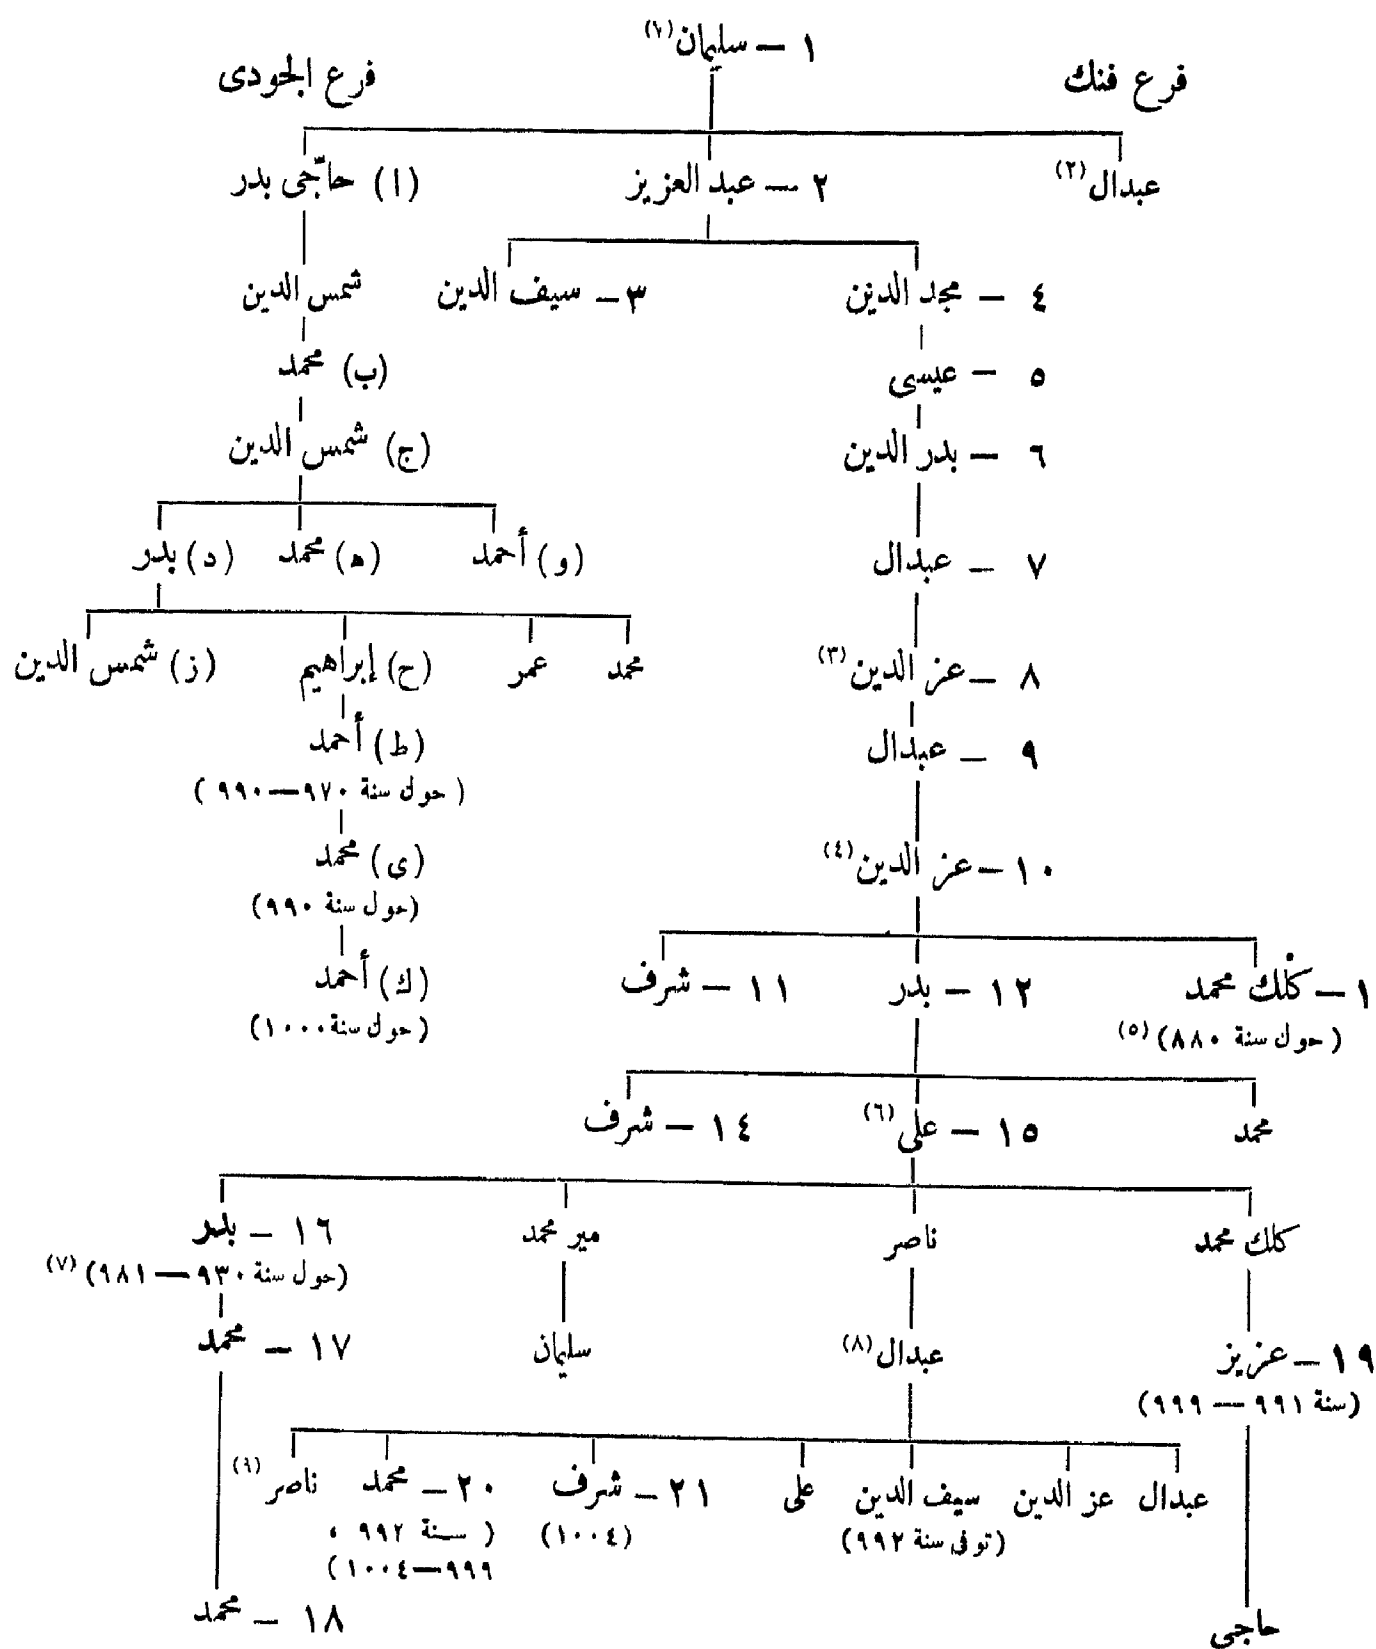 ١ – سليمان (١)
فرع فنك
فرع الجودى
عبدال (٢)
٢ – عبد العزيز
(ا) حاجّى بدر
٤ – مجد الدين
٣ – سيف الدين
شمس الدين
٥ – عيسى
(ب) محمد
٦ – بدر الدين
(ج) شمس الدين
٧ – عبدال
(و) أحمد
(ه) محمد
(د) بدر
٨ – عز الدين (٣)
محمد
عمر
(ح) إبراهيم
(ز) شمس الدين
٩ – عبدال
(ط) أحمد
(حول سنة ٩٧٠—٩٩٠)
١٠ – عز الدين (٤)
(ى) محمد
(حول سنة ٩٩٠)
١ – كلك محمد
(حول سنة ٨٨٠) (٥)
١٢ – بدر
١١ – شرف
(ك) أحمد
(حول سنة ١٠٠٠)
محمد
١٥ – على (٦)
١٤ – شرف
كلك محمد
ناصر
مير محمد
١٦ – بدر
(حول سنة ٩٣٠—٩٨١) (٧)
١٩ – عزيز
(سنة ٩٩١ — ٩٩٩)
عبدال (٨)
سليمان
١٧ – محمد
عبدال
عز الدين
سيف الدين
(توفى سنة ٩٩٢)
على
٢١ – شرف
(١٠٠٤)
٢٠ – محمد
(سنة ٩٩٢ ،
٩٩٩—١٠٠٤)
ناصر (٩)
حاجى
١٨ – محمد